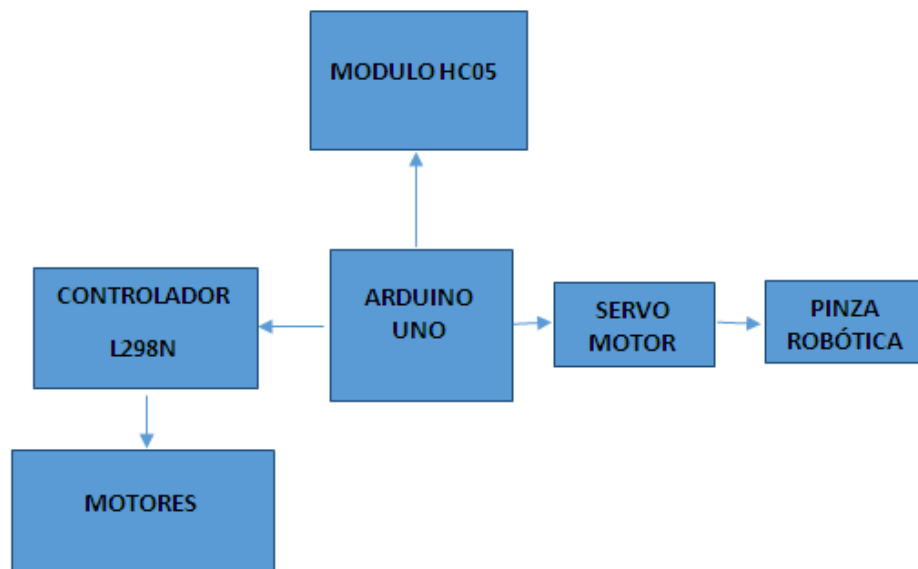 MODULO HC05
CONTROLADOR
L298N
ARDUINO
UNO
SERVO
MOTOR
PINZA
ROBÓTICA
MOTORES